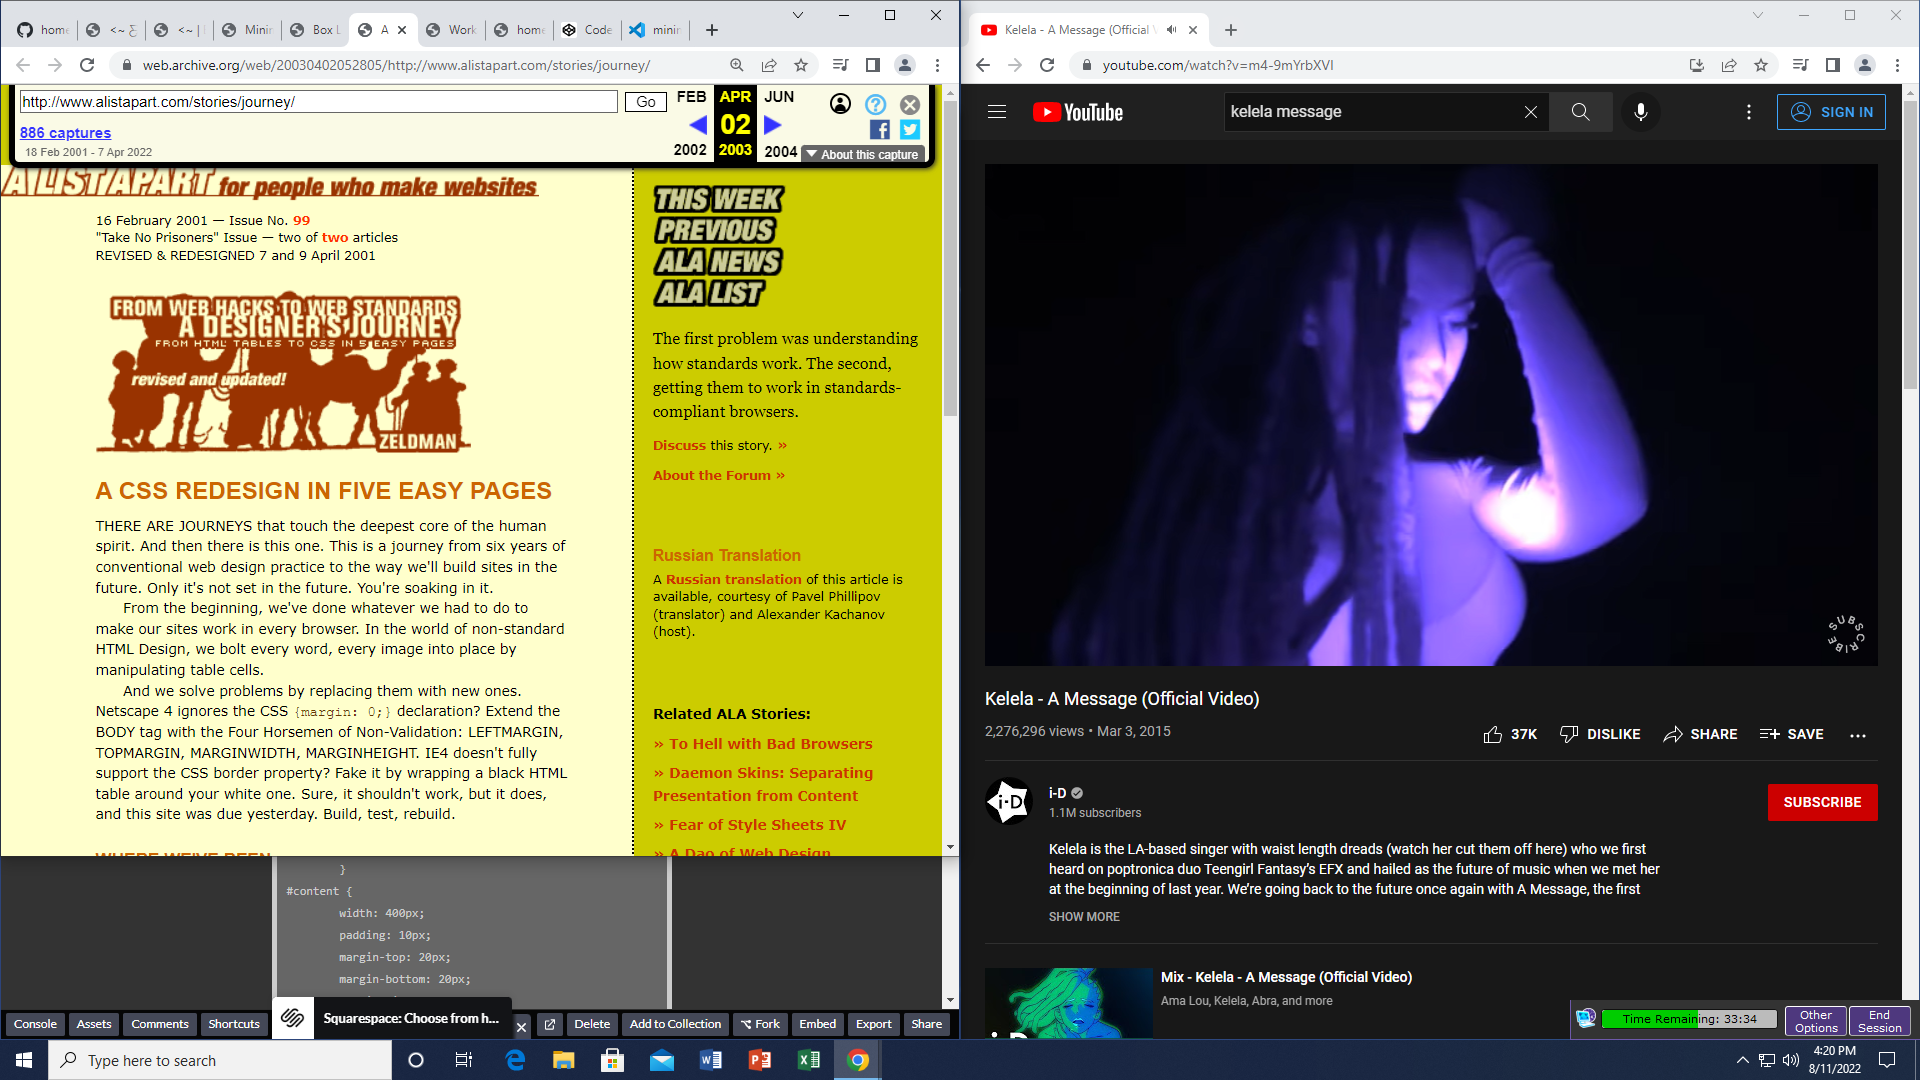 home
<~
<~ |
Minir
Box L
A
Work
home
Code
minir
web.archive.org/web/20030402052805/http://www.alistapart.com/stories/journey/
http://www.alistapart.com/stories/journey/
Go
FEB
APR
JUN
886 captures
02
18 Feb 2001 - 7 Apr 2022
2002
2003
2004
About this capture
A LIST APART for people who make websites
16 February 2001 — Issue No. 99
"Take No Prisoners" Issue — two of two articles
REVISED & REDESIGNED 7 and 9 April 2001
FROM WEB HACKS TO WEB STANDARDS
A DESIGNER'S JOURNEY
FROM HTML TABLES TO CSS IN 5 EASY PAGES
revised and updated!
ZELDMAN
A CSS REDESIGN IN FIVE EASY PAGES
THERE ARE JOURNEYS that touch the deepest core of the human
spirit. And then there is this one. This is a journey from six years of
conventional web design practice to the way we'll build sites in the
future. Only it's not set in the future. You're soaking in it.
From the beginning, we've done whatever we had to do to
make our sites work in every browser. In the world of non-standard
HTML Design, we bolt every word, every image into place by
manipulating table cells.
And we solve problems by replacing them with new ones.
Netscape 4 ignores the CSS {margin: 0;} declaration? Extend the
BODY tag with the Four Horsemen of Non-Validation: LEFTMARGIN,
TOPMARGIN, MARGINWIDTH, MARGINHEIGHT. IE4 doesn't fully
support the CSS border property? Fake it by wrapping a black HTML
table around your white one. Sure, it shouldn't work, but it does,
and this site was due yesterday. Build, test, rebuild.
WHERE WE'VE BEEN
THIS WEEK
PREVIOUS
ALA NEWS
ALA LIST
The first problem was understanding
how standards work. The second,
getting them to work in standards-
compliant browsers.
Discuss this story. »
About the Forum »
Russian Translation
A Russian translation of this article is
available, courtesy of Pavel Phillipov
(translator) and Alexander Kachanov
(host).
Related ALA Stories:
» To Hell with Bad Browsers
» Daemon Skins: Separating
Presentation from Content
» Fear of Style Sheets IV
» A Dao of Web Design
}
#content {
width: 400px;
padding: 10px;
margin-top: 20px;
margin-bottom: 20px;
Console
Assets
Comments
Shortcuts
Squarespace: Choose from h...
Delete
Add to Collection
Fork
Embed
Export
Share
Kelela - A Message (Official V
youtube.com/watch?v=m4-9mYrbXVI
YouTube
kelela message
SIGN IN
SUBSCRIBE
Kelela - A Message (Official Video)
2,276,296 views • Mar 3, 2015
37K
DISLIKE
SHARE
SAVE
i-D
i-D
1.1M subscribers
SUBSCRIBE
Kelela is the LA-based singer with waist length dreads (watch her cut them off here) who we first
heard on poptronica duo Teengirl Fantasy's EFX and hailed as the future of music when we met her
at the beginning of last year. We're going back to the future once again with A Message, the first
SHOW MORE
Mix - Kelela - A Message (Official Video)
Ama Lou, Kelela, Abra, and more
Time Remaining: 33:34
Other
Options
End
Session
Type here to search
4:20 PM
8/11/2022